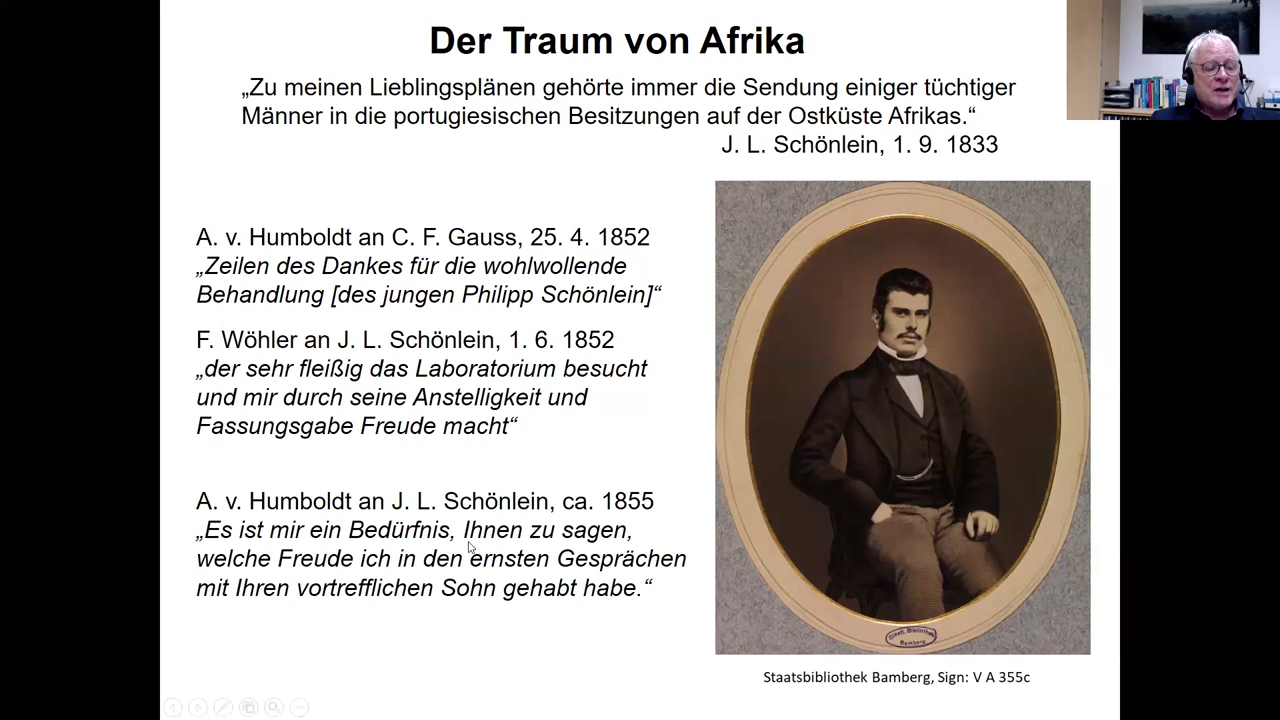 Der Traum von Afrika
„Zu meinen Lieblingsplänen gehörte immer die Sendung einiger tüchtiger
Männer in die portugiesischen Besitzungen auf der Ostküste Afrikas.“
J. L. Schönlein, 1. 9. 1833
A. v. Humboldt an C. F. Gauss, 25. 4. 1852
„Zeilen des Dankes für die wohlwollende
Behandlung [des jungen Philipp Schönlein]“
F. Wöhler an J. L. Schönlein, 1. 6. 1852
„der sehr fleißig das Laboratorium besucht
und mir durch seine Anstelligkeit und
Fassungsgabe Freude macht“
A. v. Humboldt an J. L. Schönlein, ca. 1855
„Es ist mir ein Bedürfnis, Ihnen zu sagen,
welche Freude ich in den ernsten Gesprächen
mit Ihren vortrefflichen Sohn gehabt habe.“
Staatl. Bibliothek
Bamberg
Staatsbibliothek Bamberg, Sign: V A 355c